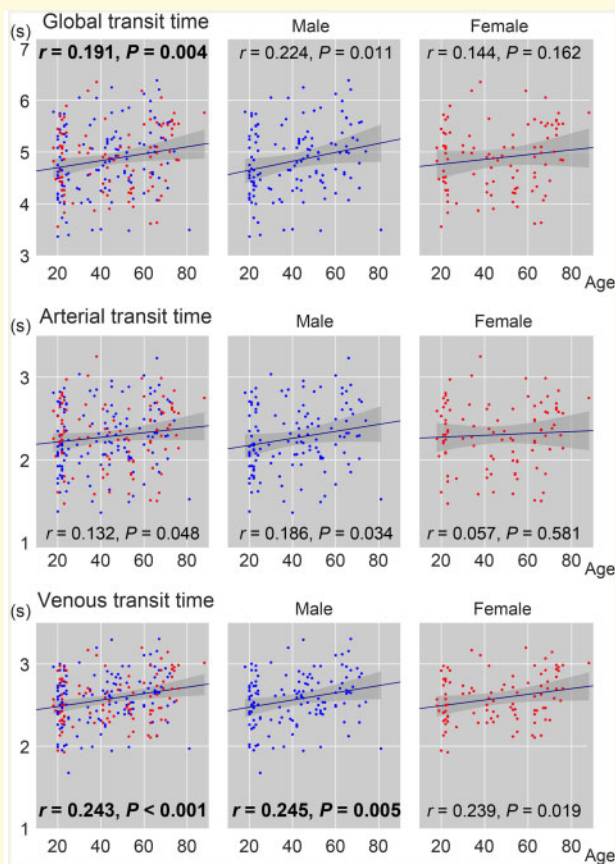 (s) Global transit time Male Female
7 r = 0.191, P = 0.004 r = 0.224, P = 0.011 r = 0.144, P = 0.162
6
5
4
3
20 40 60 80 20 40 60 80 20 40 60 80 Age
(s) Arterial transit time Male Female
3
2
r = 0.132, P = 0.048 r = 0.186, P = 0.034 r = 0.057, P = 0.581
1
20 40 60 80 20 40 60 80 20 40 60 80 Age
(s) Venous transit time Male Female
3
2
r = 0.243, P < 0.001 r = 0.245, P = 0.005 r = 0.239, P = 0.019
1
20 40 60 80 20 40 60 80 20 40 60 80 Age